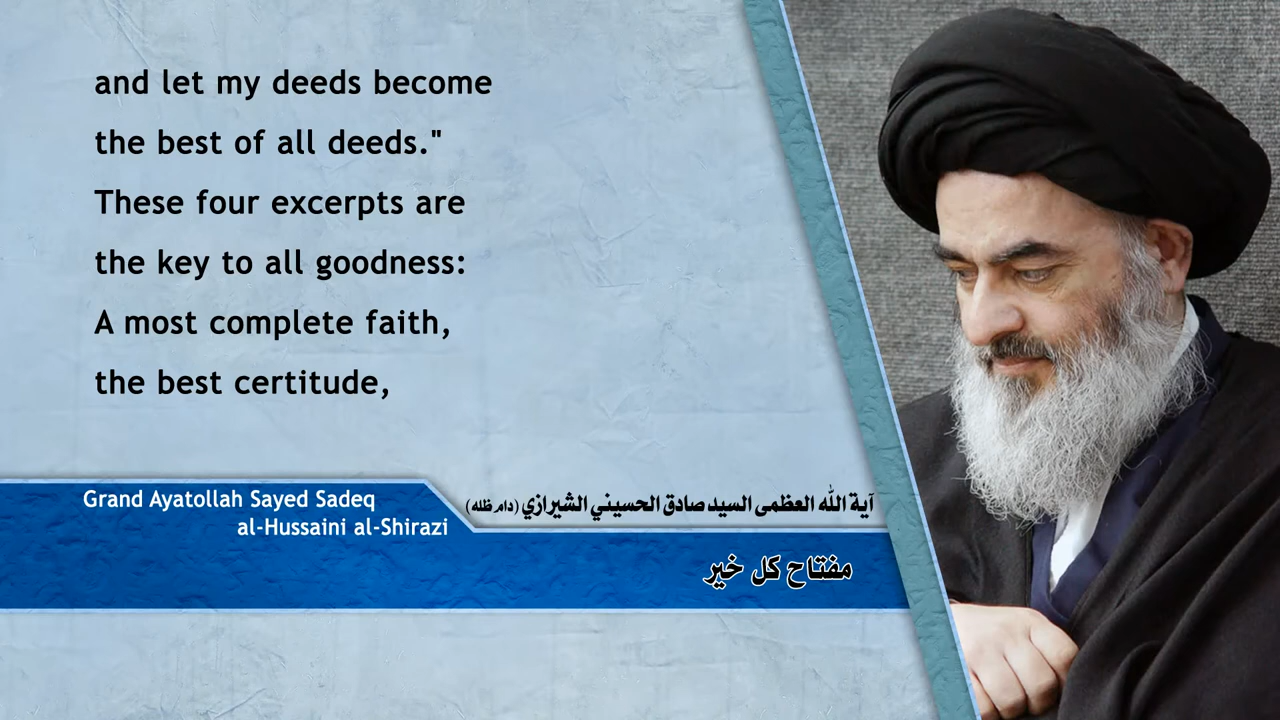 and let my deeds become
the best of all deeds."
These four excerpts are
the key to all goodness:
A most complete faith,
the best certitude,
Grand Ayatollah Sayed Sadeq
al-Hussaini al-Shirazi
آية الله العظمى السيد صادق الحسيني الشيرازي (دام ظله)
مفتاح كل خير